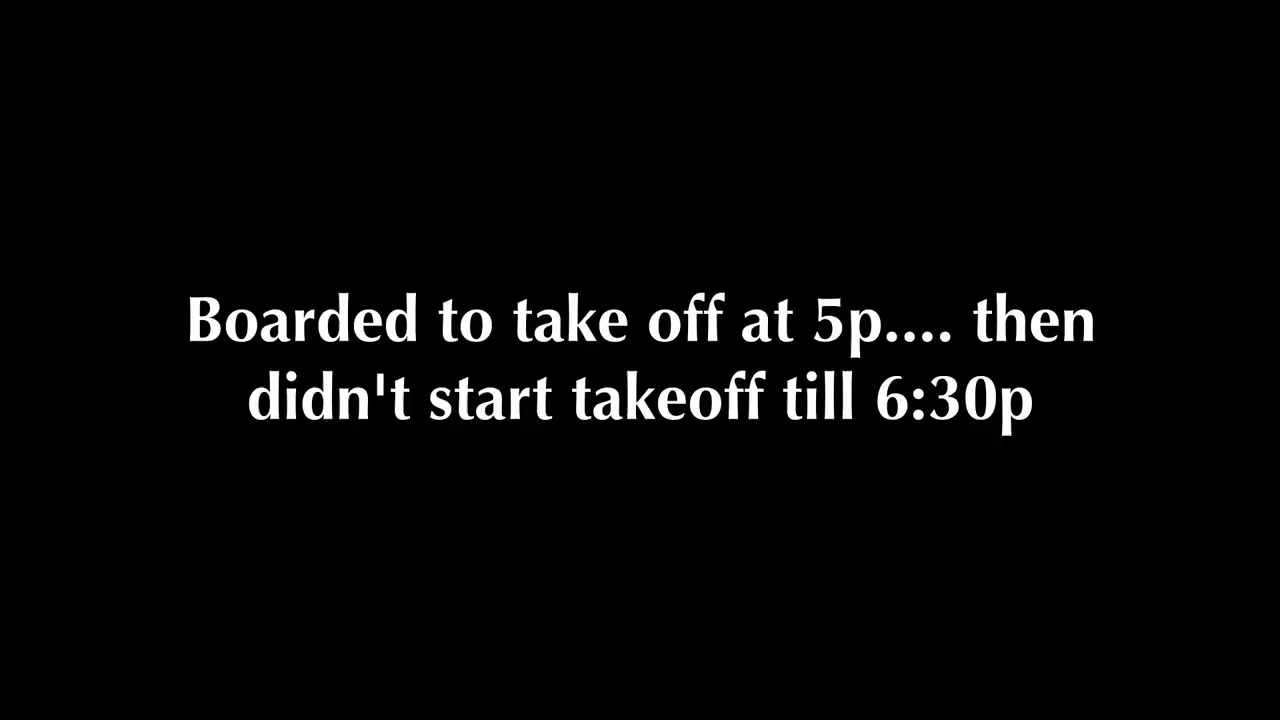 Boarded to take off at 5p.... then
didn't start takeoff till 6:30p